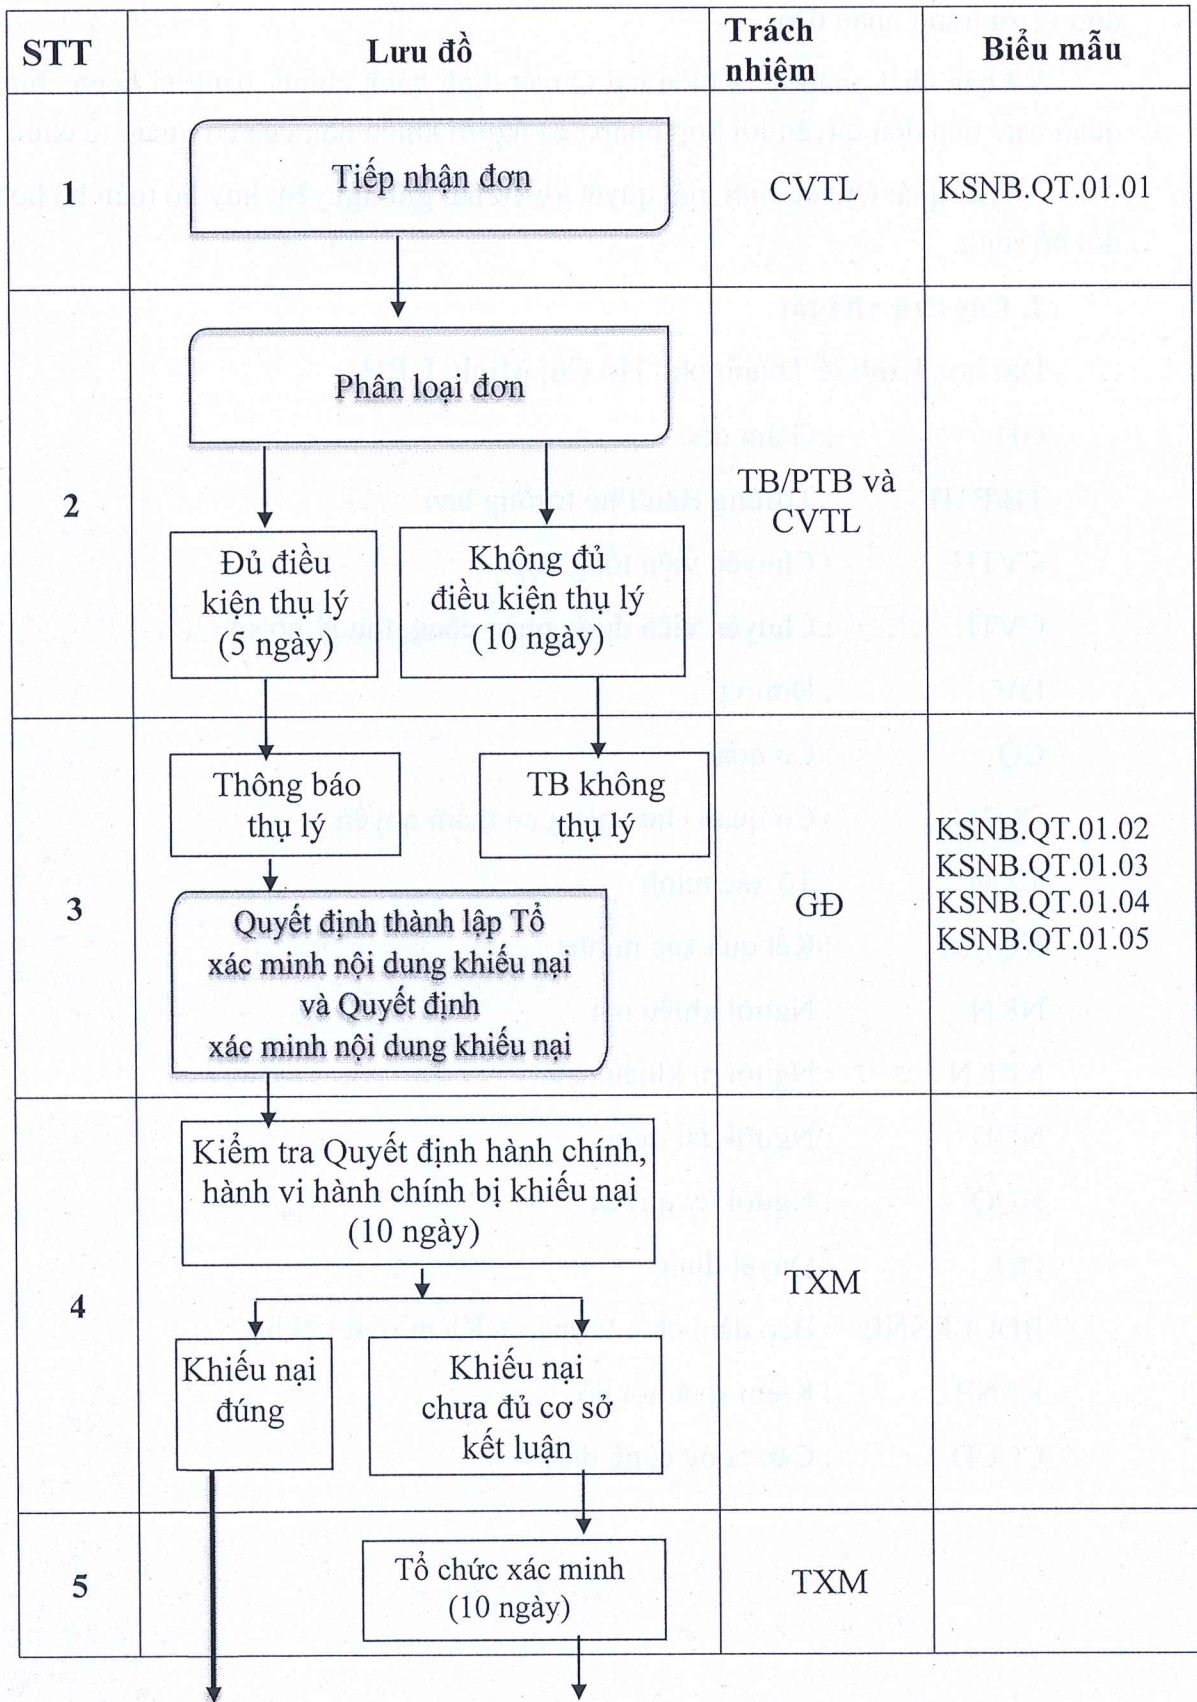 STT
Lưu đồ
Trách
nhiệm
Biểu mẫu
1
Tiếp nhận đơn
CVTL
KSNB.QT.01.01
2
Phân loại đơn
Đủ điều
kiện thụ lý
(5 ngày)
Không đủ
điều kiện thụ lý
(10 ngày)
TB/PTB và
CVTL
3
Thông báo
thụ lý
TB không
thụ lý
Quyết định thành lập Tổ
xác minh nội dung khiếu nại
và Quyết định
xác minh nội dung khiếu nại
GĐ
KSNB.QT.01.02
KSNB.QT.01.03
KSNB.QT.01.04
KSNB.QT.01.05
4
Kiểm tra Quyết định hành chính,
hành vi hành chính bị khiếu nại
(10 ngày)
Khiếu nại
đúng
Khiếu nại
chưa đủ cơ sở
kết luận
TXM
5
Tổ chức xác minh
(10 ngày)
TXM